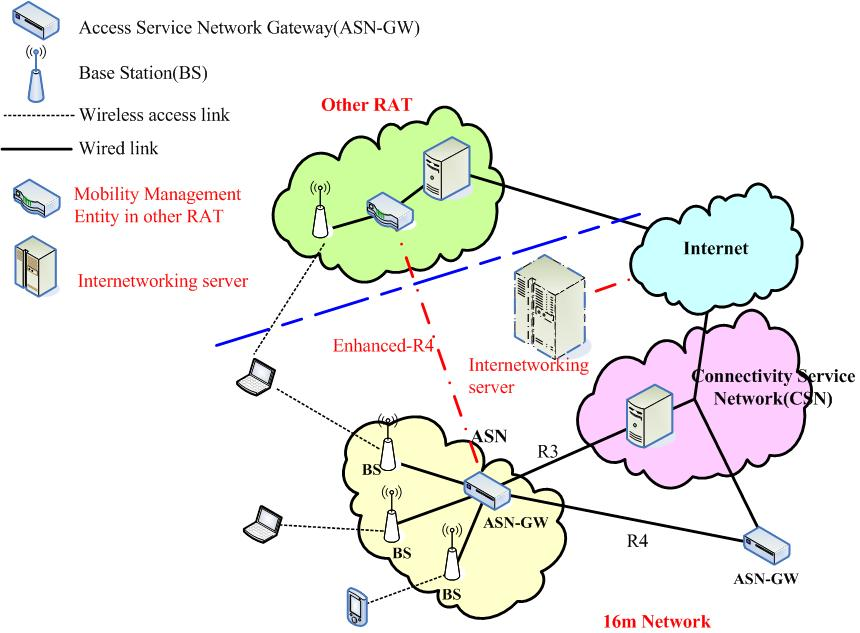 Access Service Network Gateway(ASN-GW)
Base Station(BS)
Wireless access link
Wired link
Mobility Management
Entity in other RAT
Internetworking server
Other RAT
Internet
Enhanced-R4
Internetworking
server
Connectivity Service
Network(CSN)
ASN
R3
BS
ASN-GW
BS
R4
ASN-GW
BS
16m Network